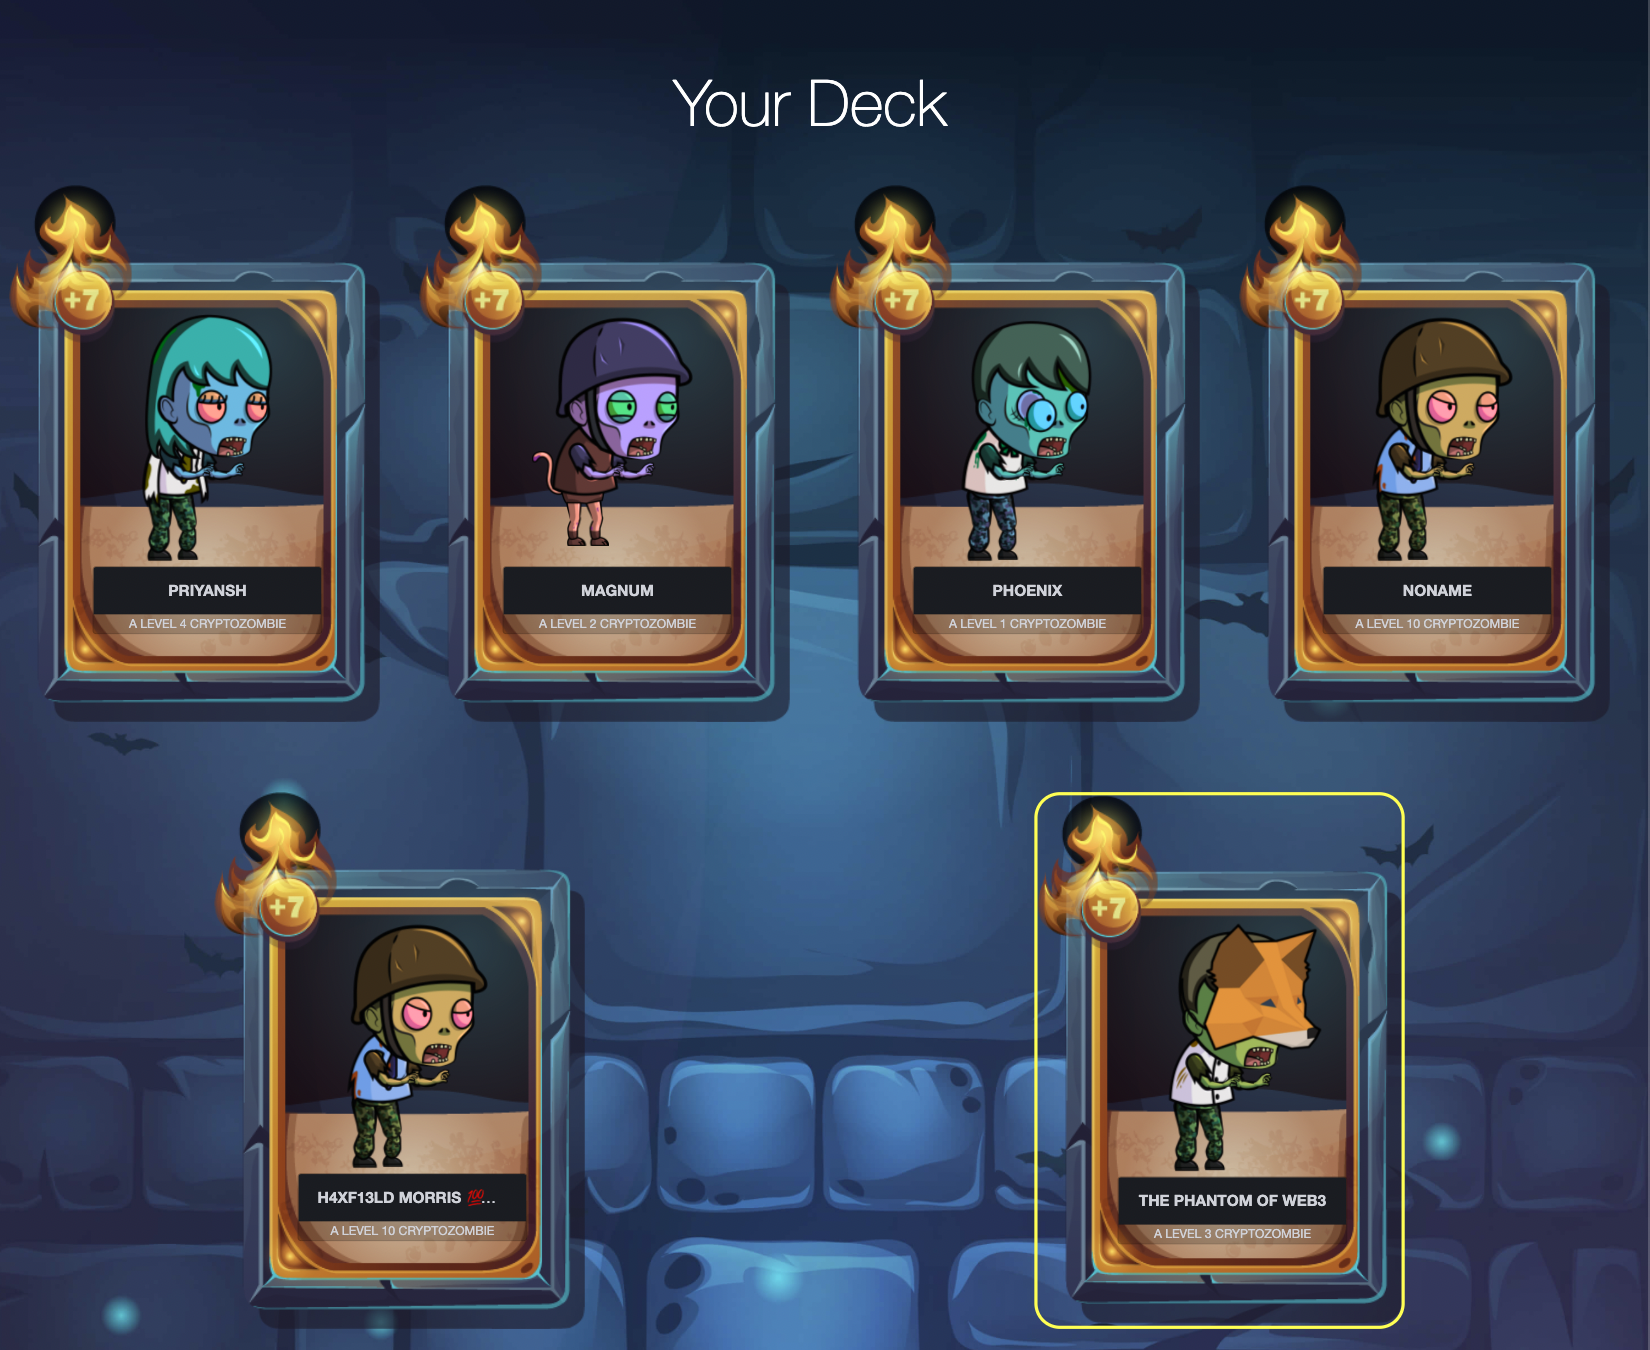 Your Deck
+7
+7
+7
+7
PRIYANSH
MAGNUM
PHOENIX
NONAME
A LEVEL 4 CRYPTOZOMBIE
A LEVEL 2 CRYPTOZOMBIE
A LEVEL 1 CRYPTOZOMBIE
A LEVEL 10 CRYPTOZOMBIE
+7
+7
H4XF13LD MORRIS 💯...
THE PHANTOM OF WEB3
A LEVEL 10 CRYPTOZOMBIE
A LEVEL 3 CRYPTOZOMBIE